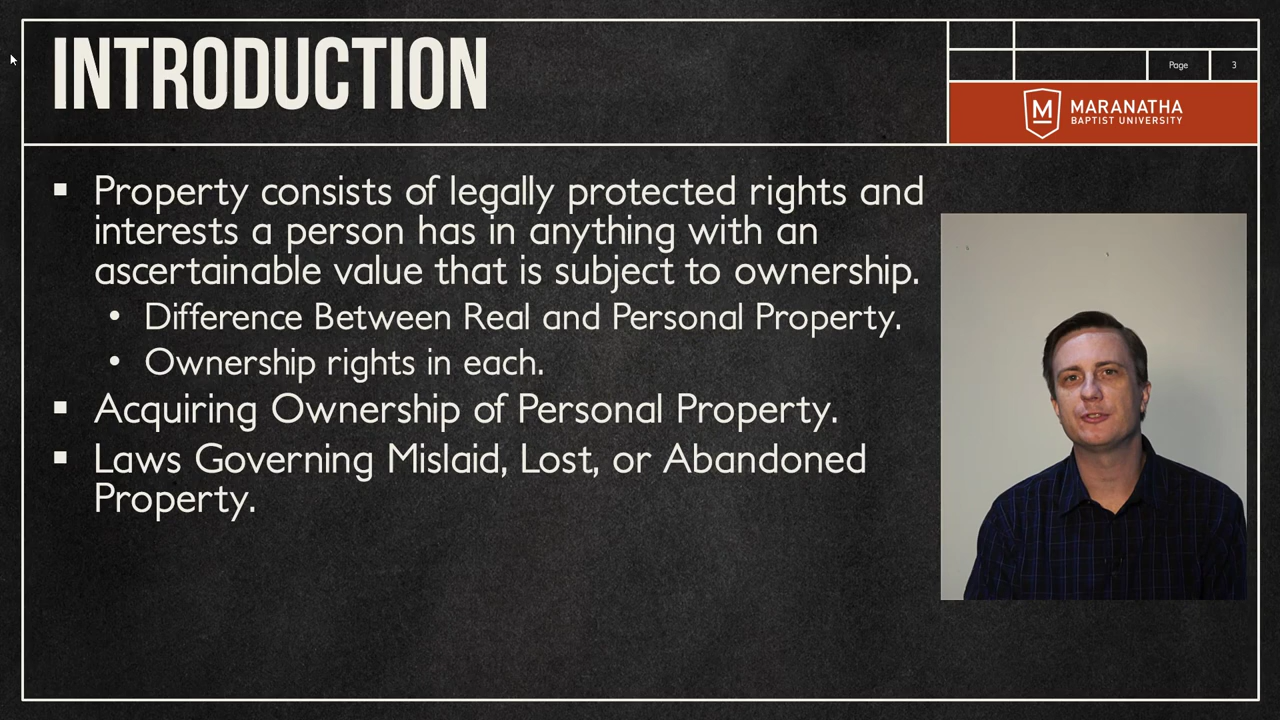 INTRODUCTION
Page 3
MARANATHA
BAPTIST UNIVERSITY
▪ Property consists of legally protected rights and
interests a person has in anything with an
ascertainable value that is subject to ownership.
• Difference Between Real and Personal Property.
• Ownership rights in each.
▪ Acquiring Ownership of Personal Property.
▪ Laws Governing Mislaid, Lost, or Abandoned
Property.